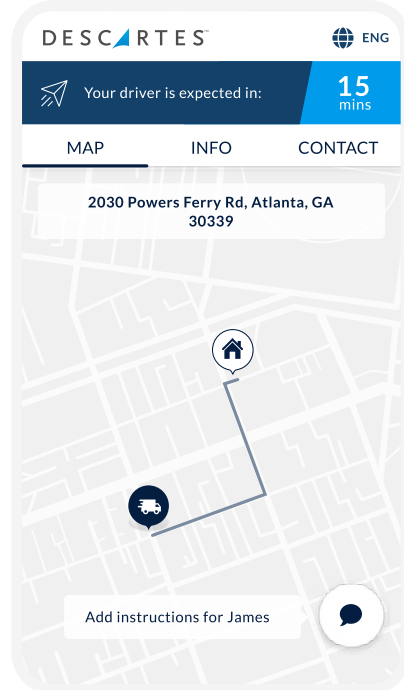 DESCARTES™
ENG
Your driver is expected in:
15
mins
MAP INFO CONTACT
2030 Powers Ferry Rd, Atlanta, GA
30339
Add instructions for James